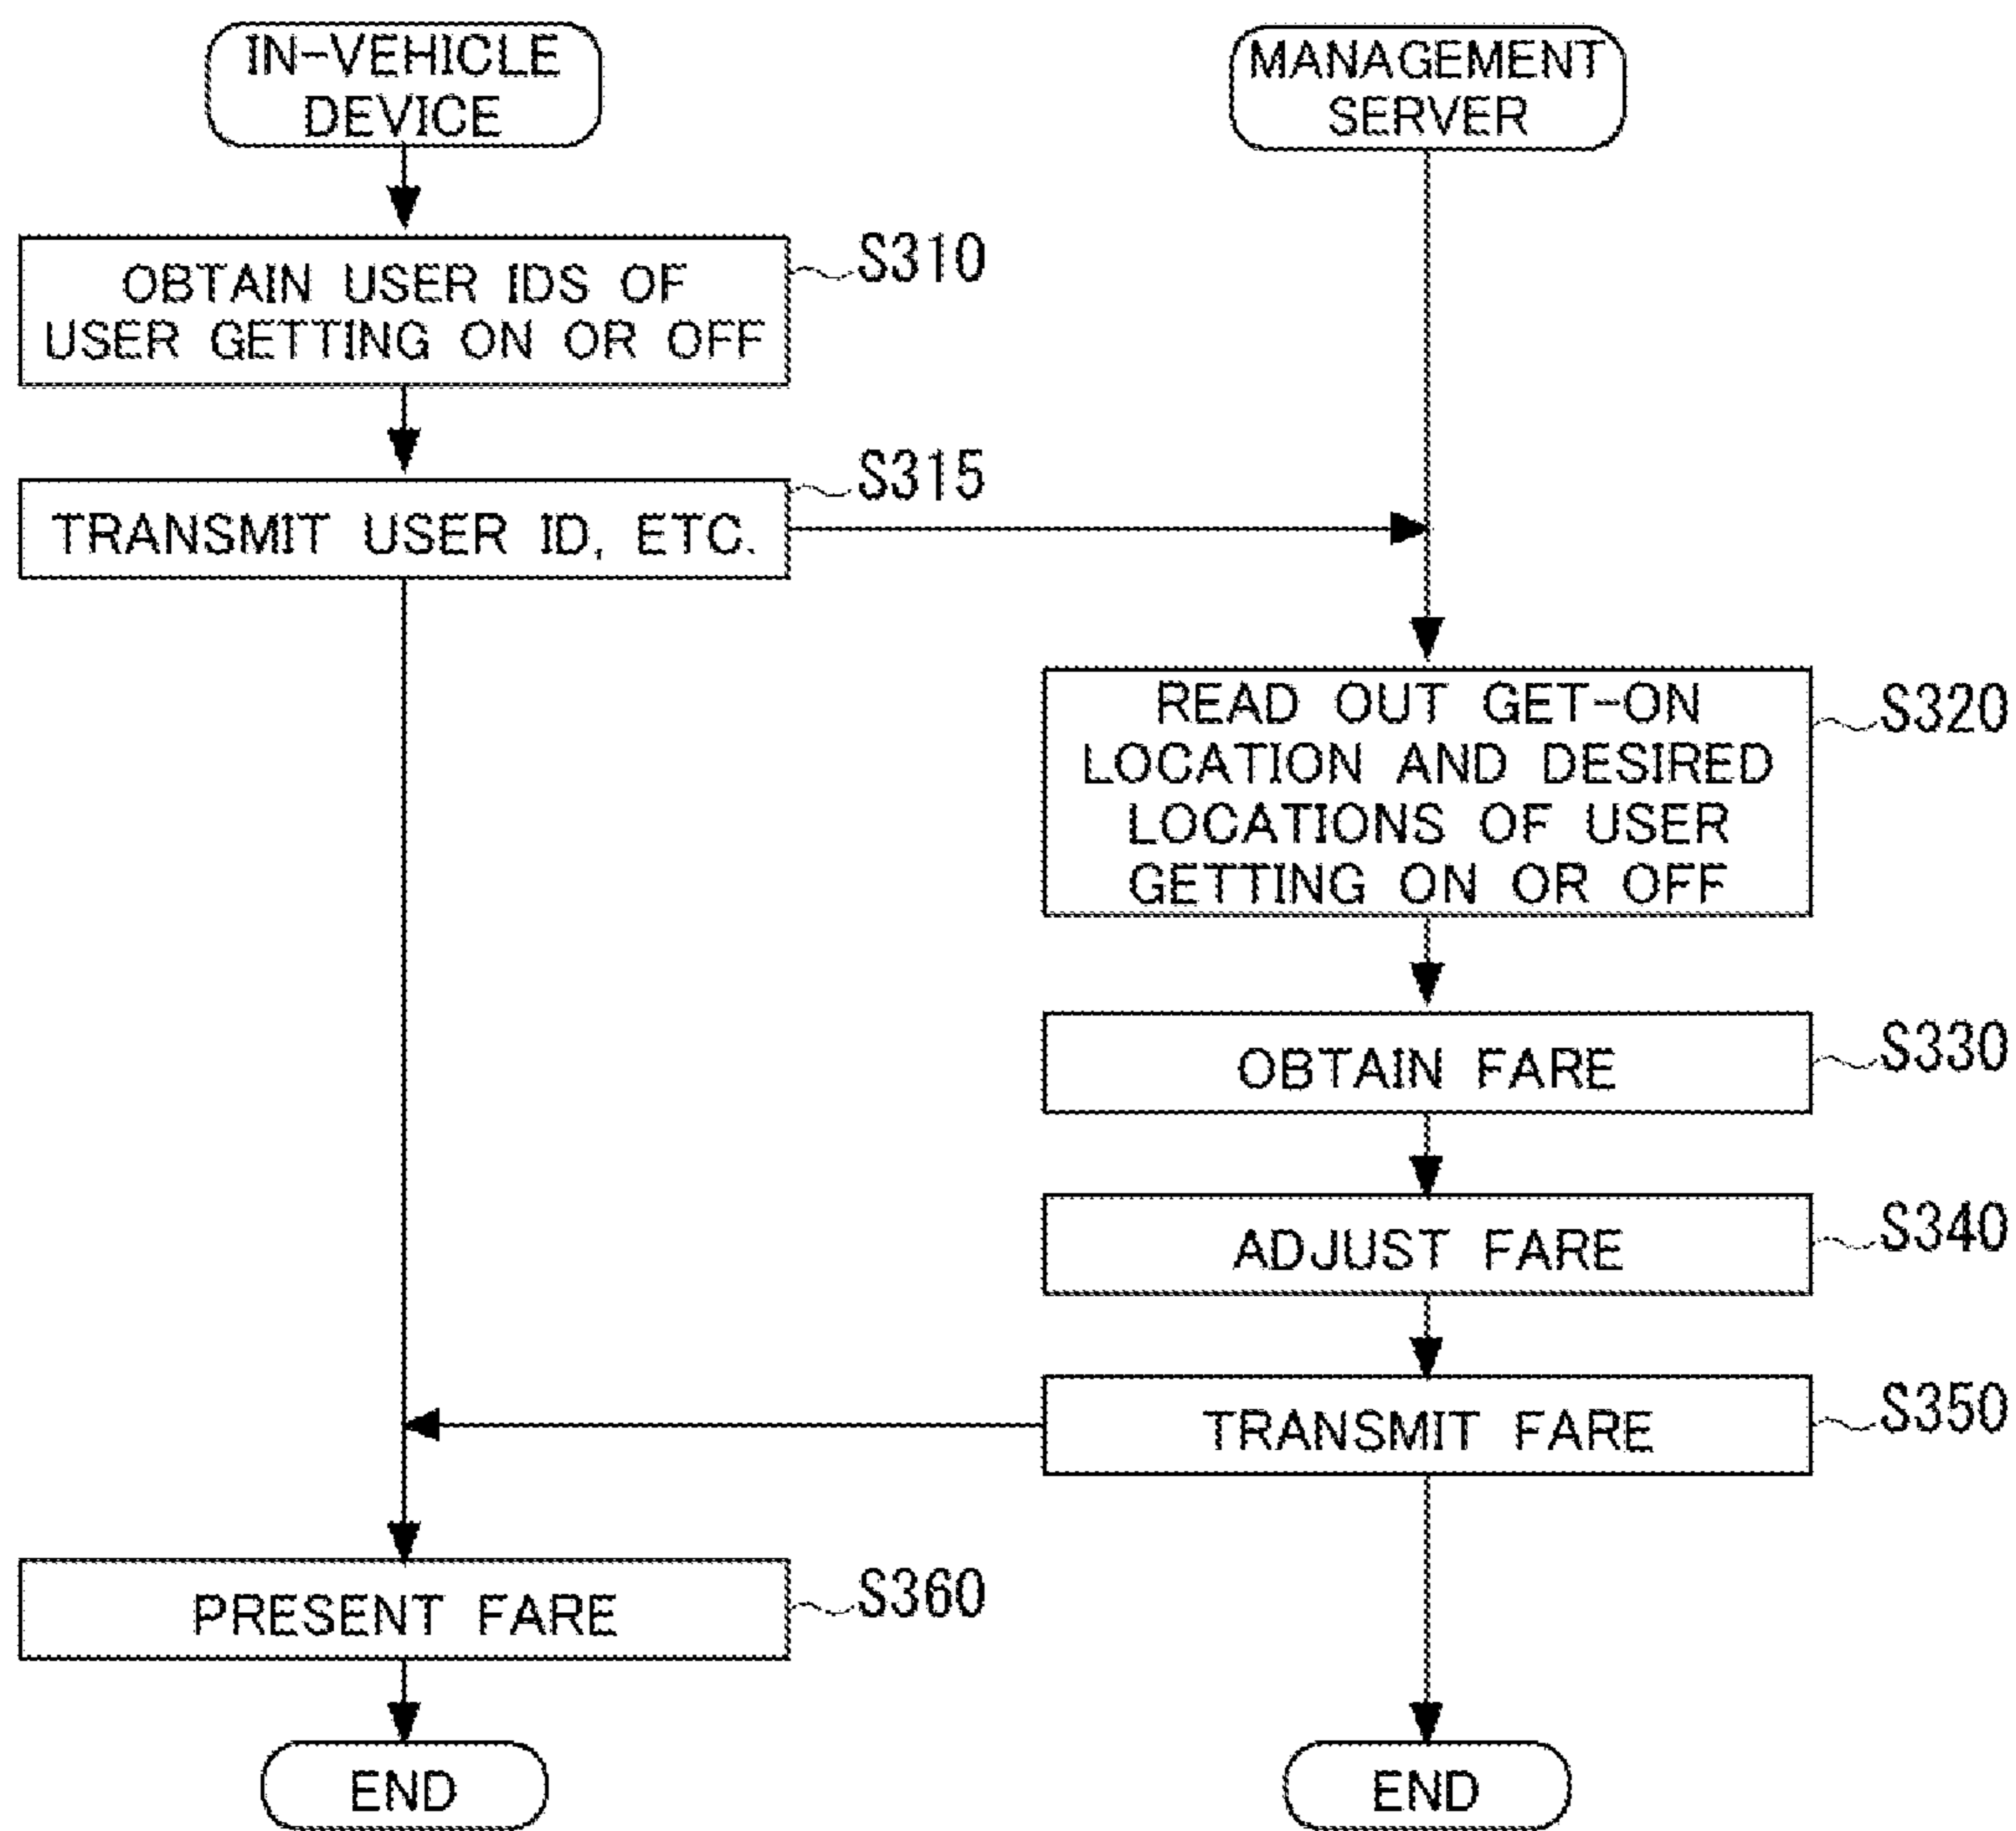 IN-VEHICLE
DEVICE
MANAGEMENT
SERVER
OBTAIN USER IDS OF
USER GETTING ON OR OFF
S310
TRANSMIT USER ID, ETC.
S315
READ OUT GET-ON
LOCATION AND DESIRED
LOCATIONS OF USER
GETTING ON OR OFF
S320
OBTAIN FARE
S330
ADJUST FARE
S340
TRANSMIT FARE
S350
PRESENT FARE
S360
END
END